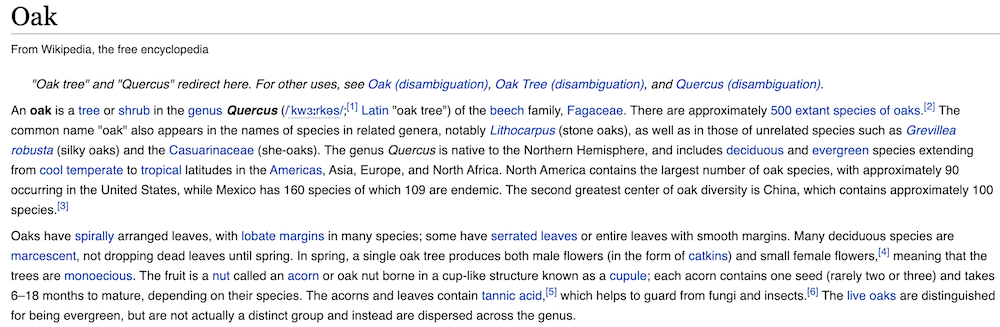 Oak
From Wikipedia, the free encyclopedia
"Oak tree" and "Quercus" redirect here. For other uses, see Oak (disambiguation), Oak Tree (disambiguation), and Quercus (disambiguation).
An oak is a tree or shrub in the genus Quercus (/ˈkwɜːrkəs/;[1] Latin "oak tree") of the beech family, Fagaceae. There are approximately 500 extant species of oaks.[2] The
common name "oak" also appears in the names of species in related genera, notably Lithocarpus (stone oaks), as well as in those of unrelated species such as Grevillea
robusta (silky oaks) and the Casuarinaceae (she-oaks). The genus Quercus is native to the Northern Hemisphere, and includes deciduous and evergreen species extending
from cool temperate to tropical latitudes in the Americas, Asia, Europe, and North Africa. North America contains the largest number of oak species, with approximately 90
occurring in the United States, while Mexico has 160 species of which 109 are endemic. The second greatest center of oak diversity is China, which contains approximately 100
species.[3]
Oaks have spirally arranged leaves, with lobate margins in many species; some have serrated leaves or entire leaves with smooth margins. Many deciduous species are
marcescent, not dropping dead leaves until spring. In spring, a single oak tree produces both male flowers (in the form of catkins) and small female flowers,[4] meaning that the
trees are monoecious. The fruit is a nut called an acorn or oak nut borne in a cup-like structure known as a cupule; each acorn contains one seed (rarely two or three) and takes
6–18 months to mature, depending on their species. The acorns and leaves contain tannic acid,[5] which helps to guard from fungi and insects.[6] The live oaks are distinguished
for being evergreen, but are not actually a distinct group and instead are dispersed across the genus.